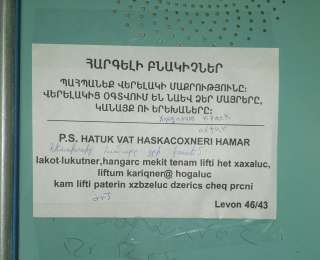 ՀԱՐԳԵԼԻ ԲՆԱԿԻՉՆԵՐ
ՊԱՀՊԱՆԵՔ ՎԵՐԵԼԱԿԻ ՄԱՔՐՈՒԹՅՈՒՆԸ:
ՎԵՐԵԼԱԿԻՑ ՕԳՏՎՈՒՄ ԵՆ ՆԱԵՎ ՁԵՐ ՄԱՅՐԵՐԸ,
ԿԱՆԱՅՔ ՈՒ ԵՐԵԽԱՆԵՐԸ:
P.S. HATUK VAT HASKACOXNERI HAMAR
lakot-lukutner,hangarc mekit tenam lifti het xaxaluc,
liftum kariqner@ hogaluc
kam lifti paterin xzbzeluc dzerics cheq prcni
Levon 46/43